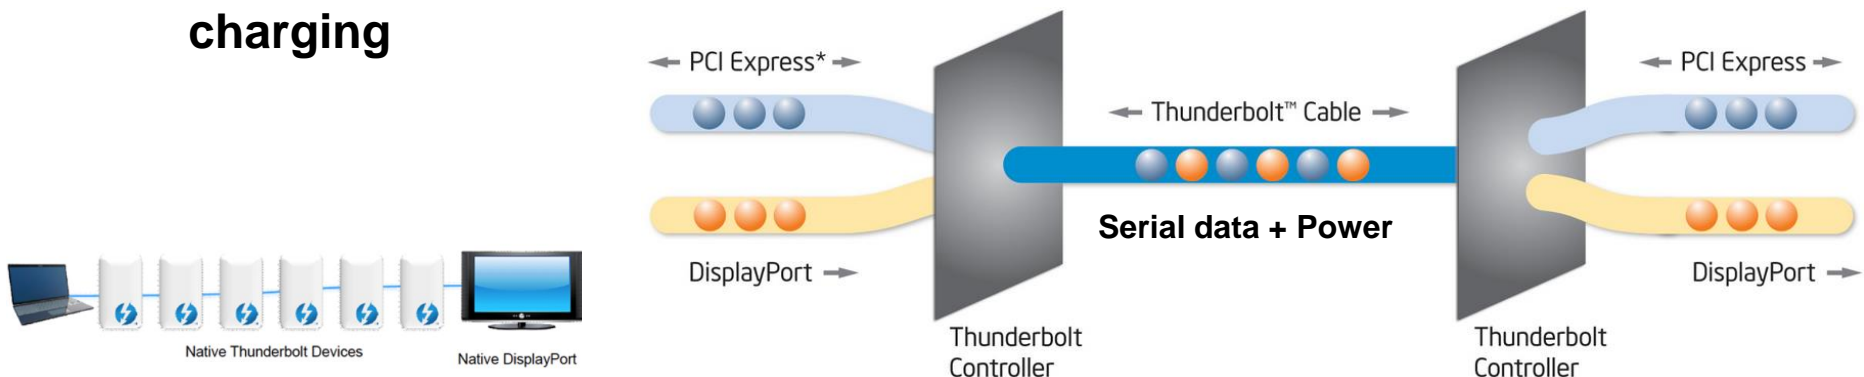 charging
Native Thunderbolt Devices
Native DisplayPort
PCI Express*
DisplayPort
Thunderbolt
Controller
Thunderbolt™ Cable
Serial data + Power
PCI Express
DisplayPort
Thunderbolt
Controller